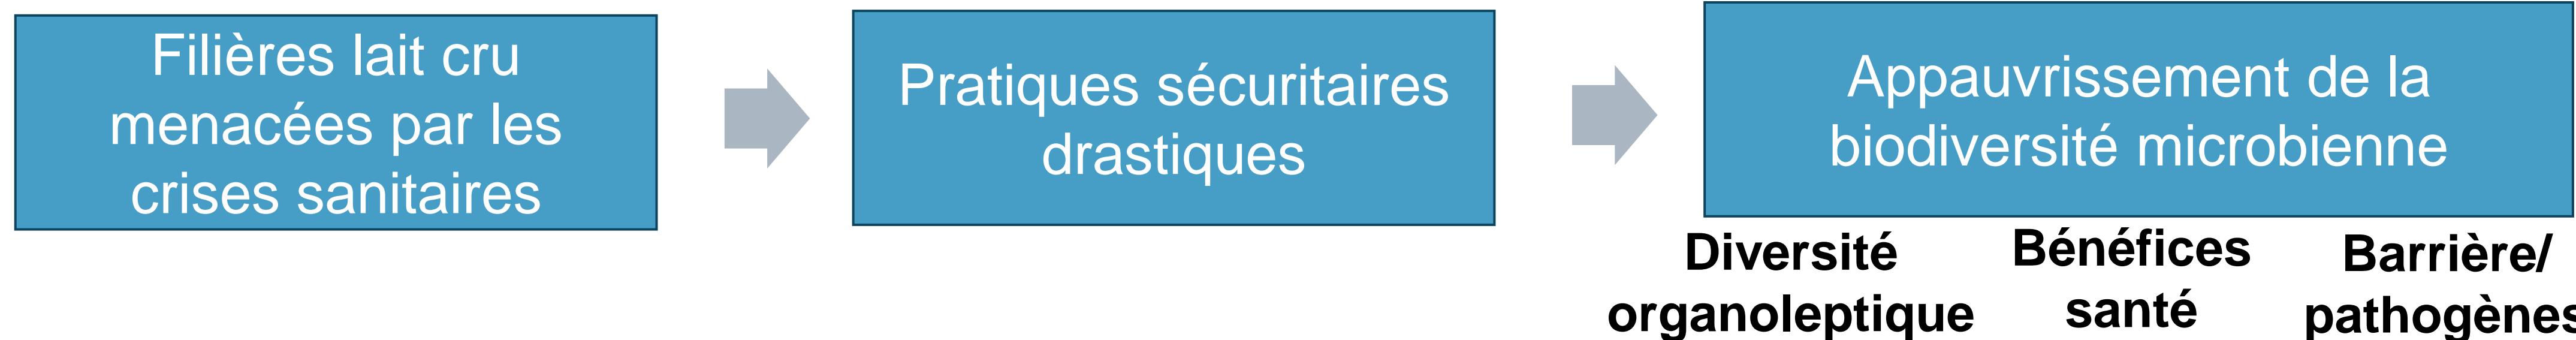 Filières lait cru
menacées par les
crises sanitaires
Pratiques sécuritaires
drastiques
Appauvrissement de la
biodiversité microbienne
Diversité
organoleptique
Bénéfices
santé
Barrière/
pathogènes